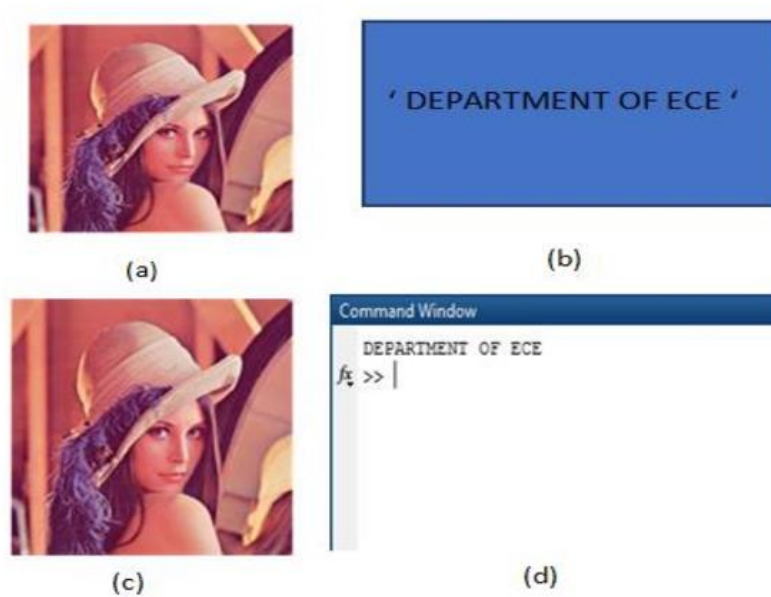 ‘ DEPARTMENT OF ECE ‘
(a)
(b)
Command Window
DEPARTMENT OF ECE
fx >>
(c)
(d)